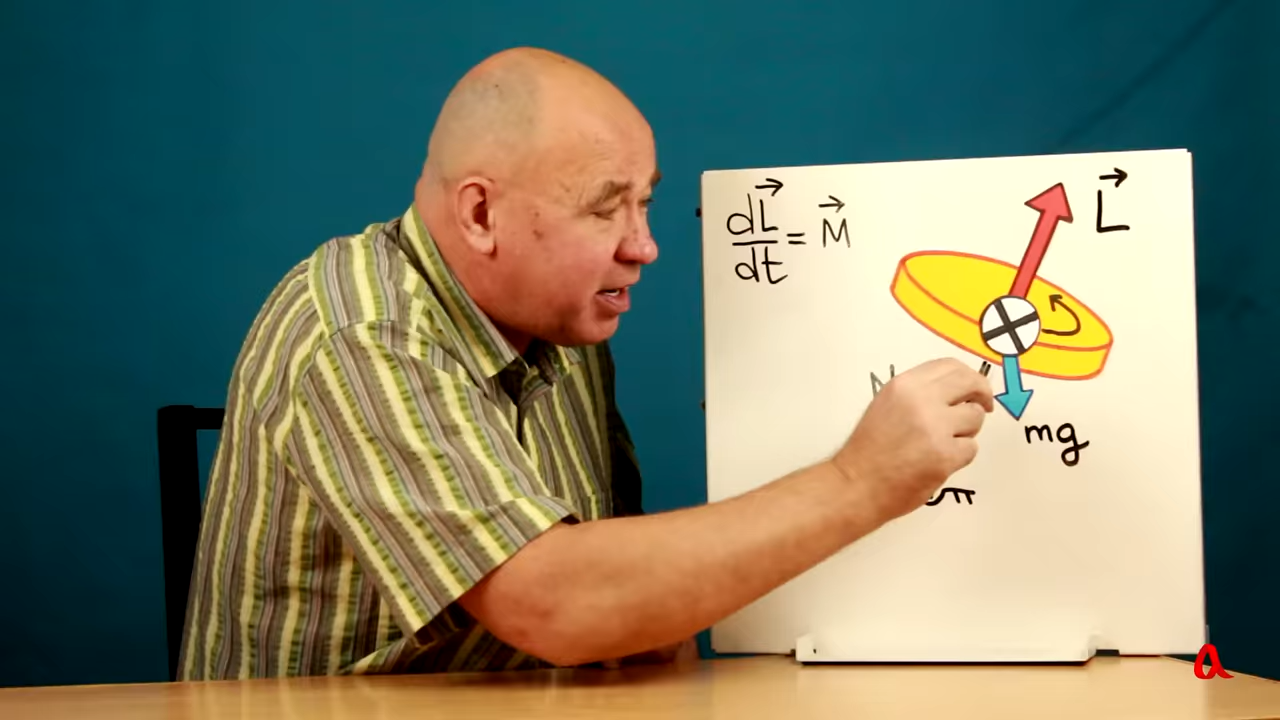 dL⃗/dt = M⃗
L⃗
mg
a